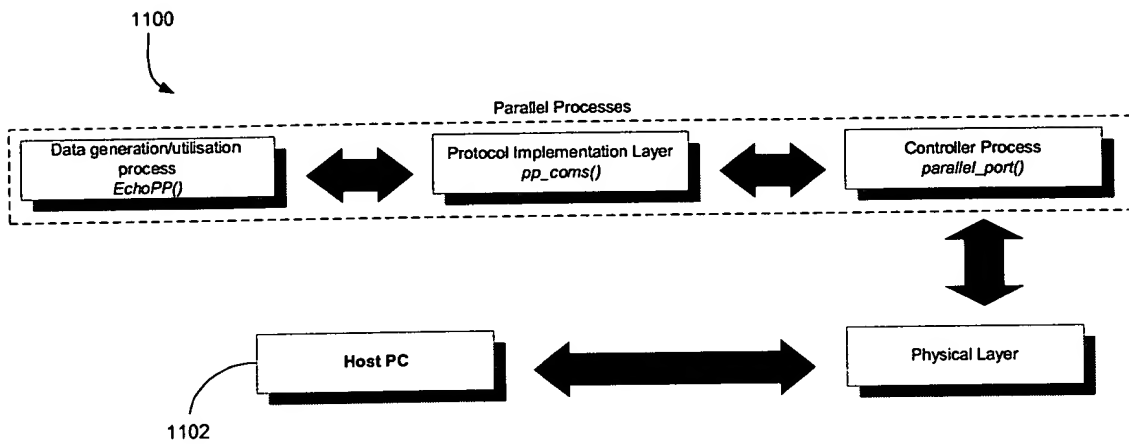 1100
Parallel Processes
Data generation/utilisation
process
EchoPP()
Protocol Implementation Layer
pp_coms()
Controller Process
parallel_port()
Host PC
Physical Layer
1102